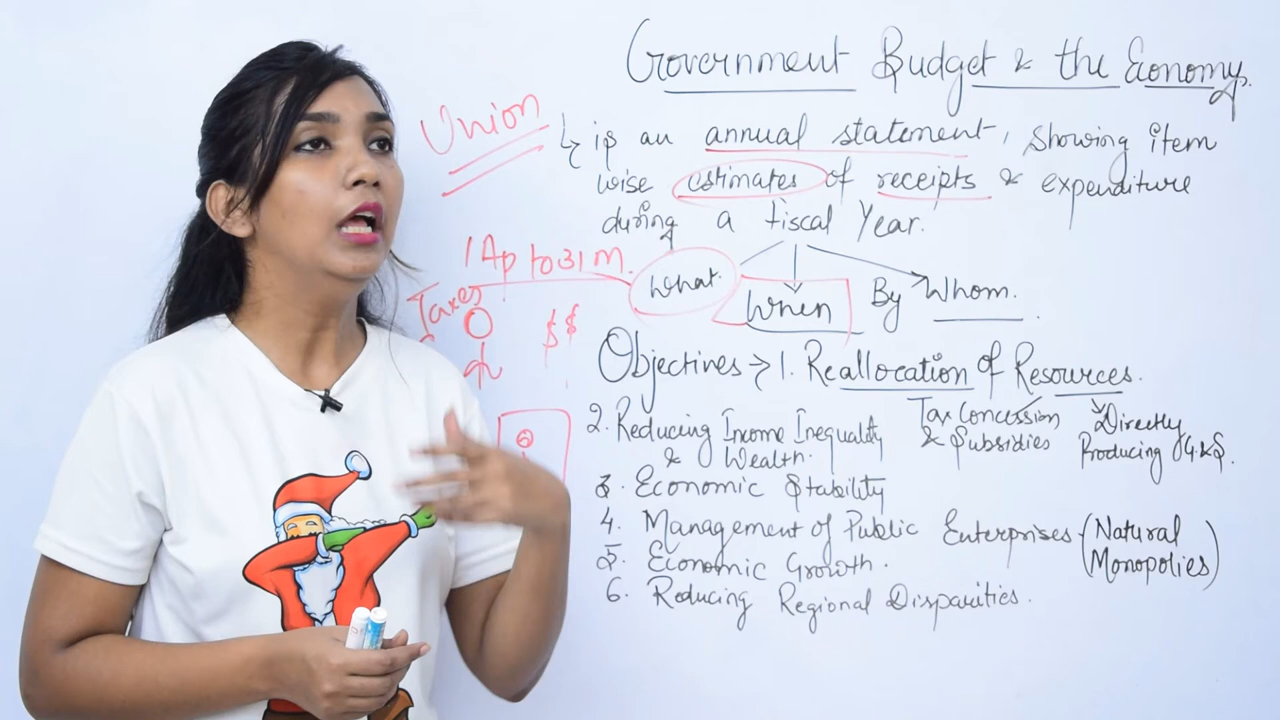 Government Budget & the Economy.
Union
is an annual statement, showing item
wise estimates of receipts & expenditure
during a fiscal Year.
1 Ap to 31 M.
What.
When
By Whom.
Taxes
$$
Objectives → 1. Reallocation of Resources.
Tax Concession
& Subsidies
Directly
Producing G & S.
2. Reducing Income Inequality
& Wealth.
3. Economic Stability
4. Management of Public Enterprises (Natural
Monopolies)
5. Economic Growth.
6. Reducing Regional Disparities.